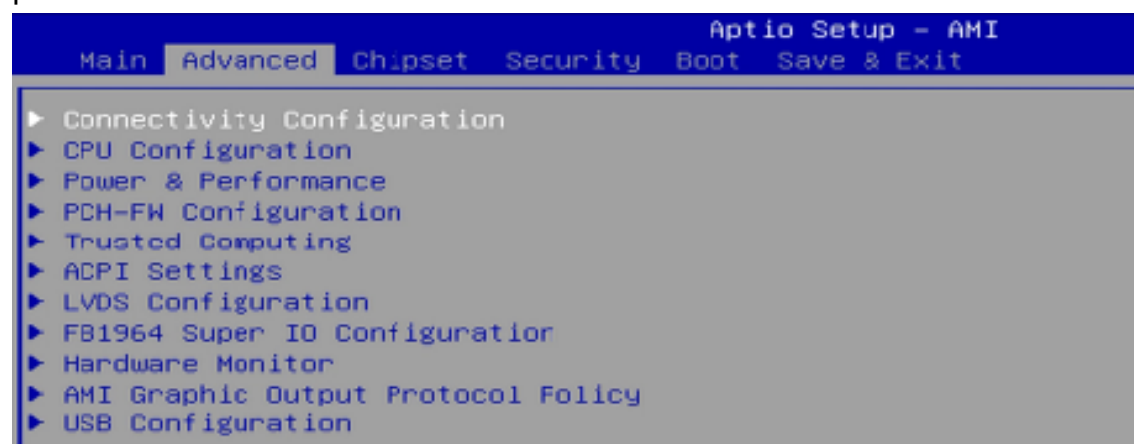 Aptio Setup – AMI
Main Advanced Chipset Security Boot Save & Exit
▶ Connectivity Configuration
▶ CPU Configuration
▶ Power & Performance
▶ PCH-FW Configuration
▶ Trusted Computing
▶ ACPI Settings
▶ LVDS Configuration
▶ F81964 Super IO Configuration
▶ Hardware Monitor
▶ AMI Graphic Output Protocol Policy
▶ USB Configuration